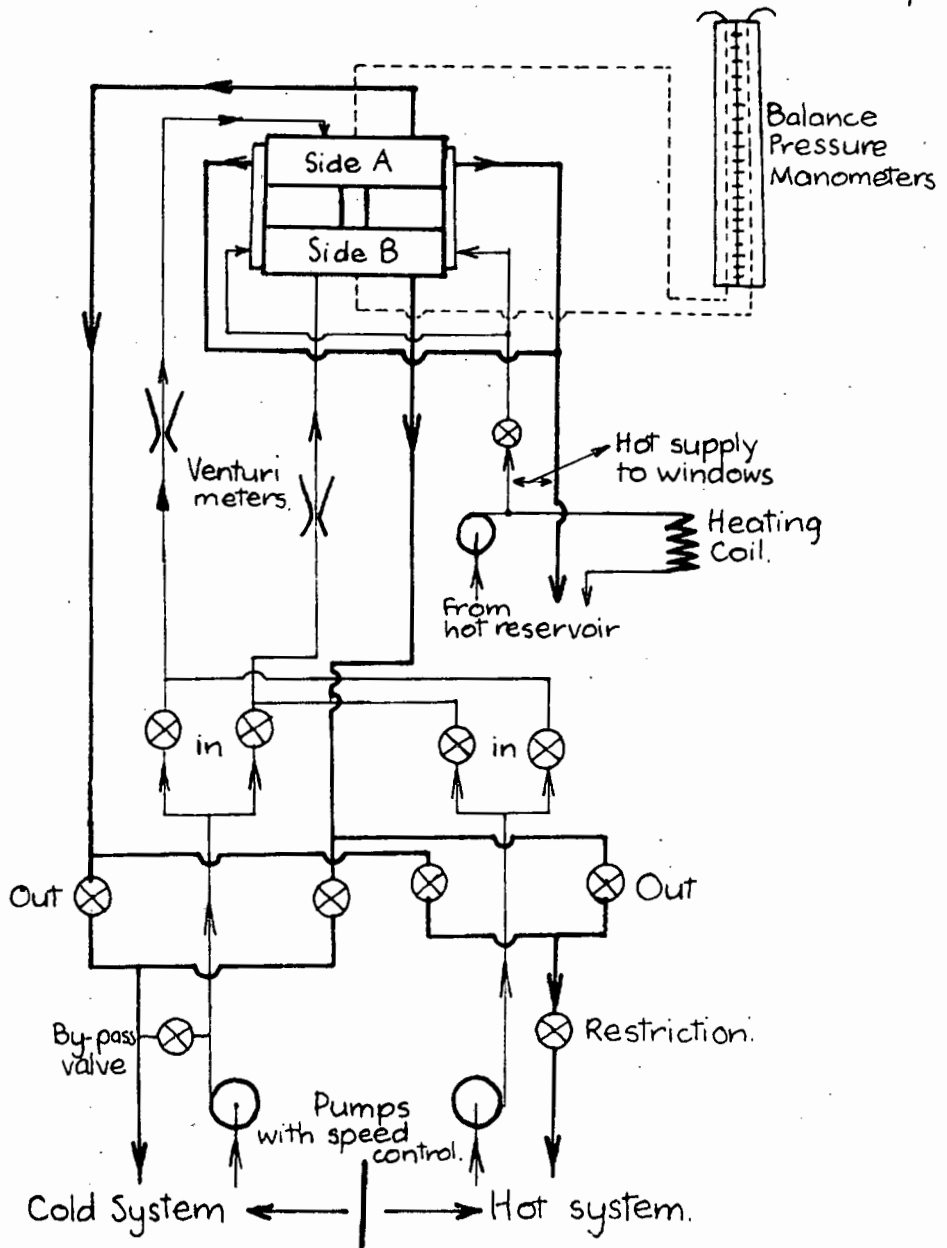 Side A
Side B
Balance
Pressure
Manometers
Venturi
meters.
Hot supply
to windows
Heating
Coil.
From
hot reservoir
in
in
Out
Out
By-pass
valve
Restriction.
Pumps
with speed
control.
Cold System
Hot system.